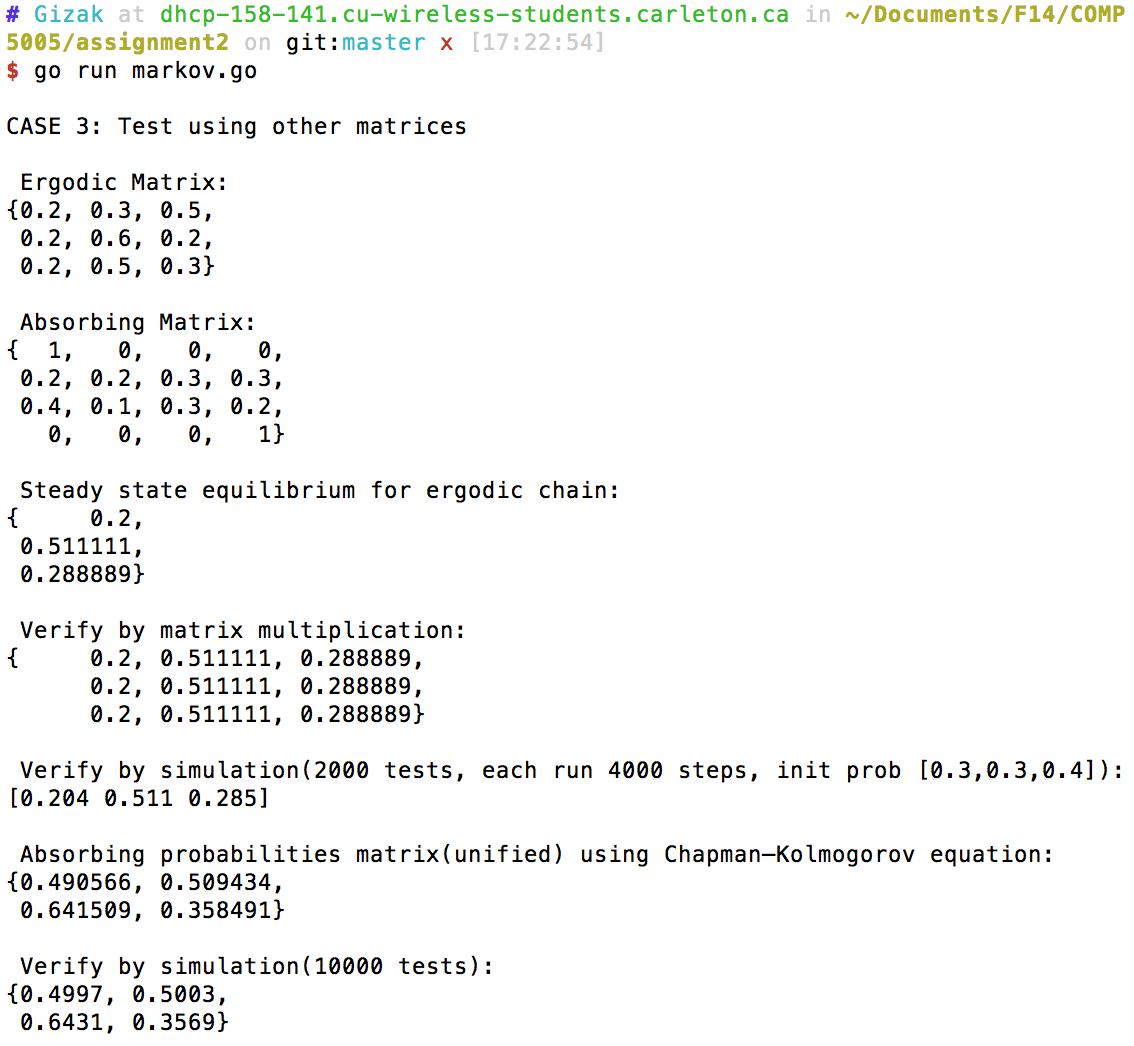 # Gizak at dhcp-158-141.cu-wireless-students.carleton.ca in ~/Documents/F14/COMP
5005/assignment2 on git:master x [17:22:54]
$ go run markov.go

CASE 3: Test using other matrices

 Ergodic Matrix:
{0.2, 0.3, 0.5,
 0.2, 0.6, 0.2,
 0.2, 0.5, 0.3}

 Absorbing Matrix:
{  1,   0,   0,   0,
 0.2, 0.2, 0.3, 0.3,
 0.4, 0.1, 0.3, 0.2,
   0,   0,   0,   1}

 Steady state equilibrium for ergodic chain:
{     0.2,
 0.511111,
 0.288889}

 Verify by matrix multiplication:
{     0.2, 0.511111, 0.288889,
      0.2, 0.511111, 0.288889,
      0.2, 0.511111, 0.288889}

 Verify by simulation(2000 tests, each run 4000 steps, init prob [0.3,0.3,0.4]):
[0.204 0.511 0.285]

 Absorbing probabilities matrix(unified) using Chapman–Kolmogorov equation:
{0.490566, 0.509434,
 0.641509, 0.358491}

 Verify by simulation(10000 tests):
{0.4997, 0.5003,
 0.6431, 0.3569}